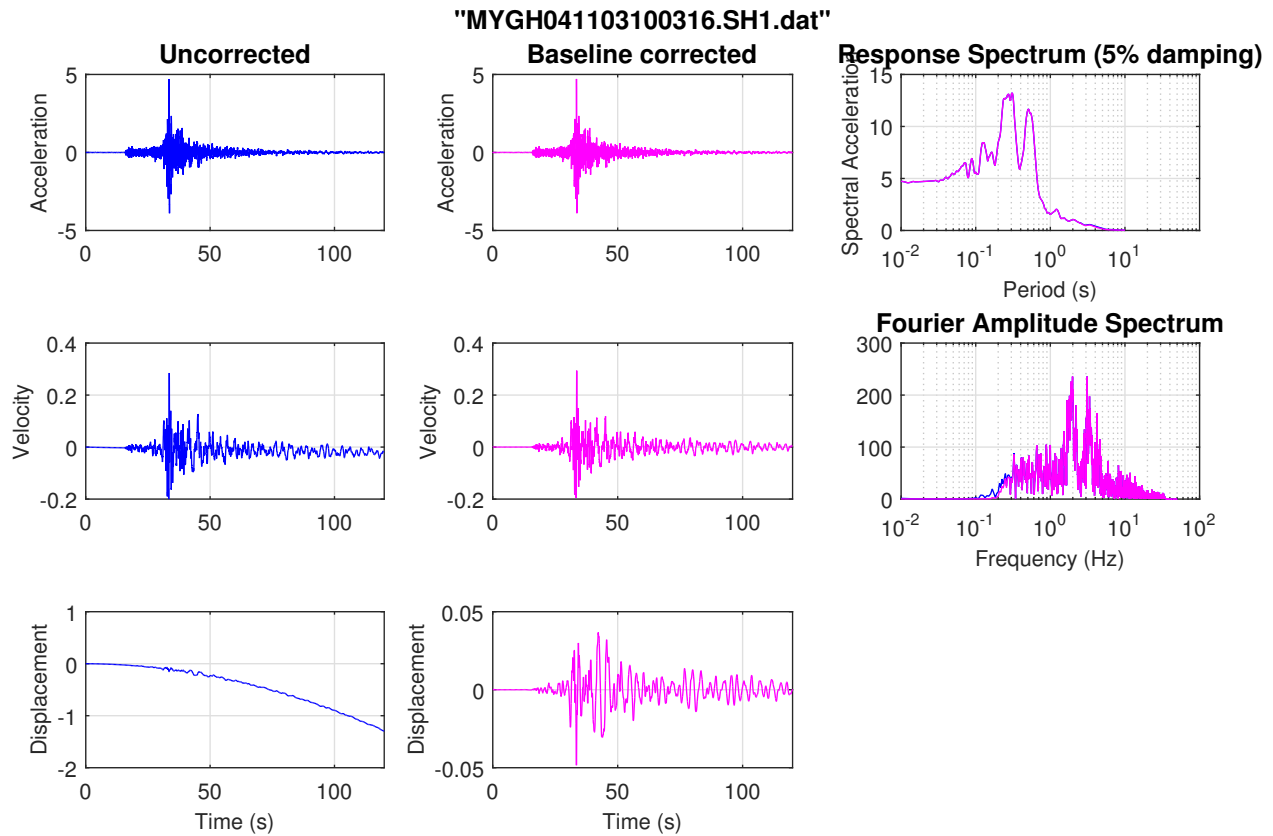 "MYGH041103100316.SH1.dat"
Uncorrected
Baseline corrected
Response Spectrum (5% damping)
5
0
-5
Acceleration
0 50 100
5
0
-5
Acceleration
0 50 100
15
10
5
0
Spectral Acceleration
10^-2 10^-1 10^0 10^1
Period (s)
Fourier Amplitude Spectrum
0.4
0.2
0
-0.2
Velocity
0 50 100
0.4
0.2
0
-0.2
Velocity
0 50 100
300
200
100
0
10^-2 10^-1 10^0 10^1 10^2
Frequency (Hz)
1
0
-1
-2
Displacement
0 50 100
Time (s)
0.05
0
-0.05
Displacement
0 50 100
Time (s)